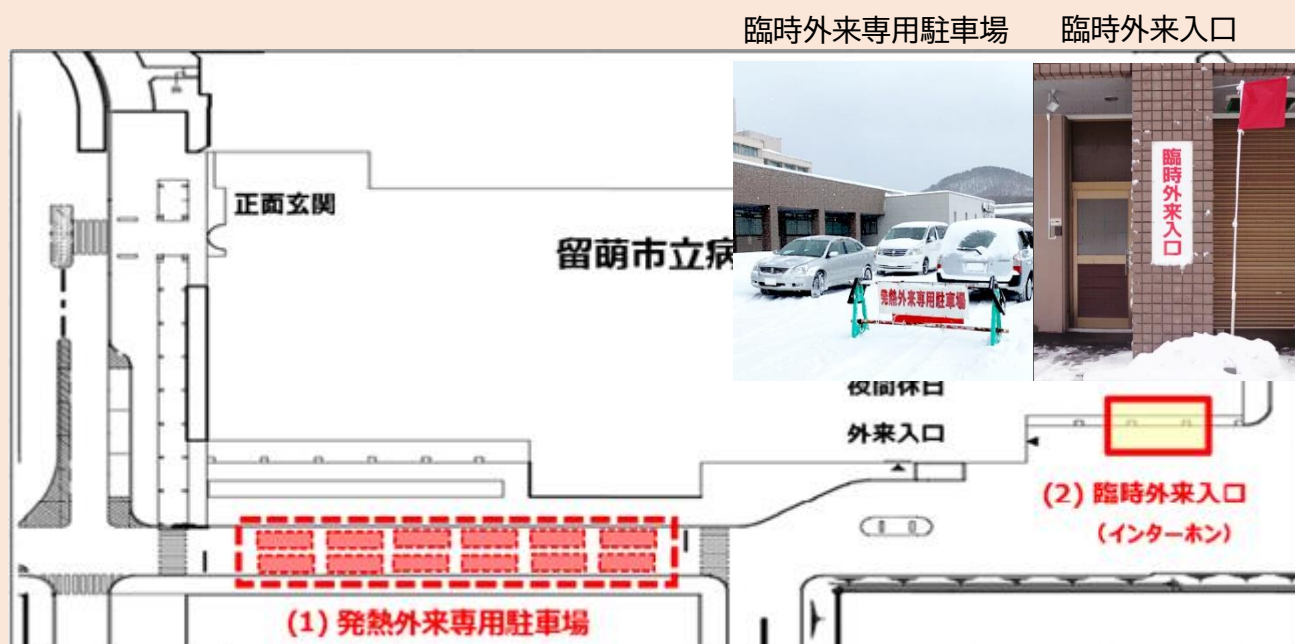 臨時外来専用駐車場
臨時外来入口
正面玄関
留萌市立病
発熱外来専用駐車場
臨時外来入口
夜間休日
外来入口
(2) 臨時外来入口
(インターホン)
(1) 発熱外来専用駐車場